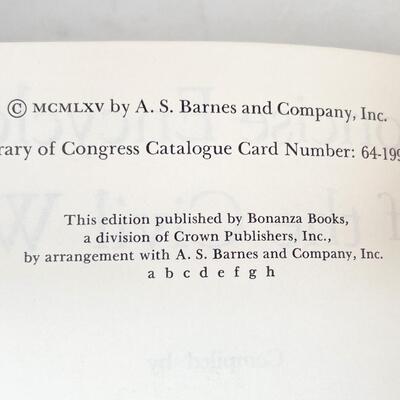 © MCMLXV by A. S. Barnes and Company, Inc.
of Congress Catalogue Card Number: 64-199
This edition published by Bonanza Books,
a division of Crown Publishers, Inc.,
by arrangement with A. S. Barnes and Company, Inc.
a b c d e f g h